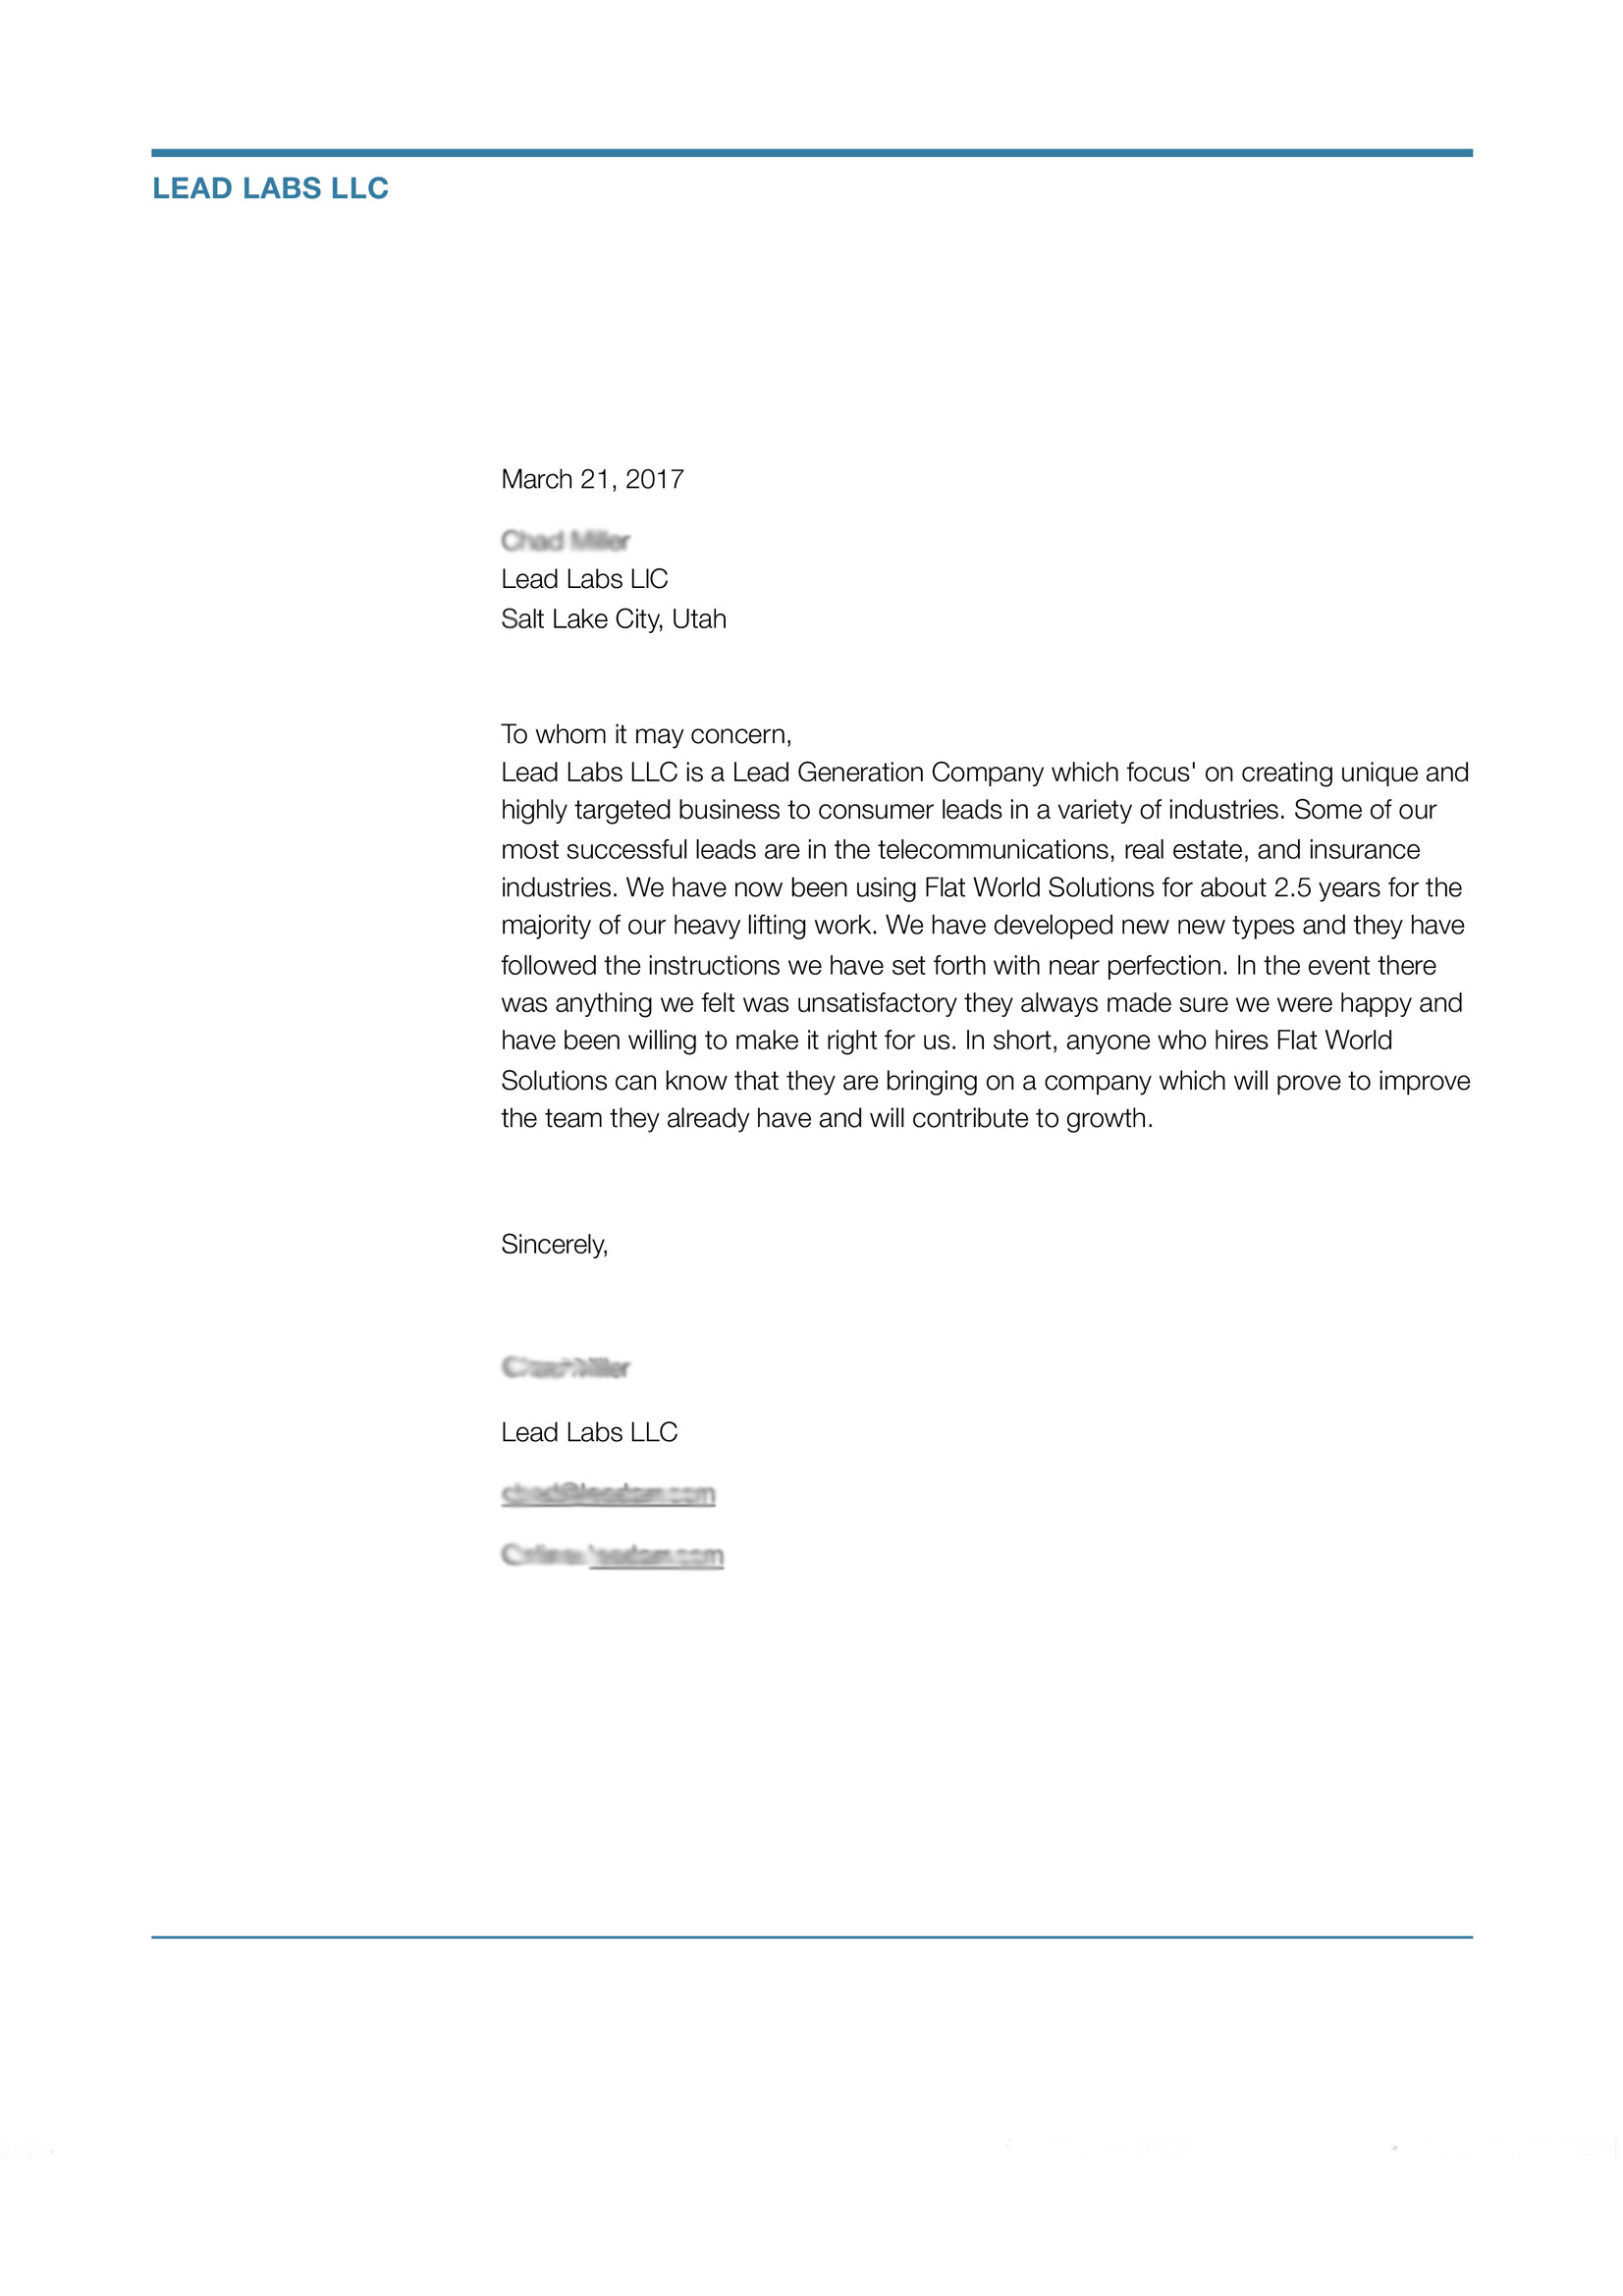 LEAD LABS LLC
March 21, 2017
Lead Labs LlC
Salt Lake City, Utah
To whom it may concern,
Lead Labs LLC is a Lead Generation Company which focus' on creating unique and
highly targeted business to consumer leads in a variety of industries. Some of our
most successful leads are in the telecommunications, real estate, and insurance
industries. We have now been using Flat World Solutions for about 2.5 years for the
majority of our heavy lifting work. We have developed new new types and they have
followed the instructions we have set forth with near perfection. In the event there
was anything we felt was unsatisfactory they always made sure we were happy and
have been willing to make it right for us. In short, anyone who hires Flat World
Solutions can know that they are bringing on a company which will prove to improve
the team they already have and will contribute to growth.
Sincerely,
Lead Labs LLC